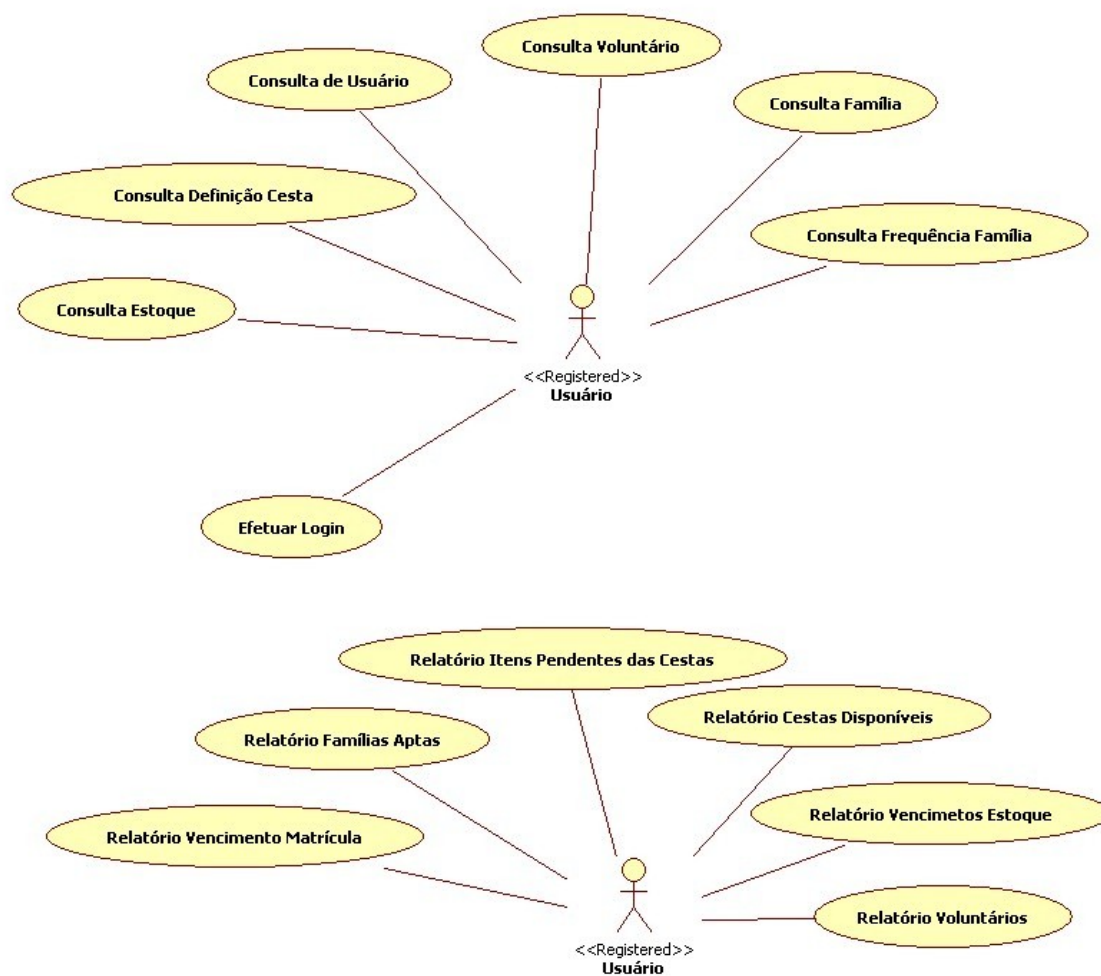 Consulta Voluntário
Consulta de Usuário
Consulta Família
Consulta Definição Cesta
Consulta Frequência Família
Consulta Estoque
<<Registered>>
Usuário
Efetuar Login
Relatório Itens Pendentes das Cestas
Relatório Cestas Disponíveis
Relatório Famílias Aptas
Relatório Vencimetos Estoque
Relatório Vencimento Matrícula
Relatório Voluntários
<<Registered>>
Usuário